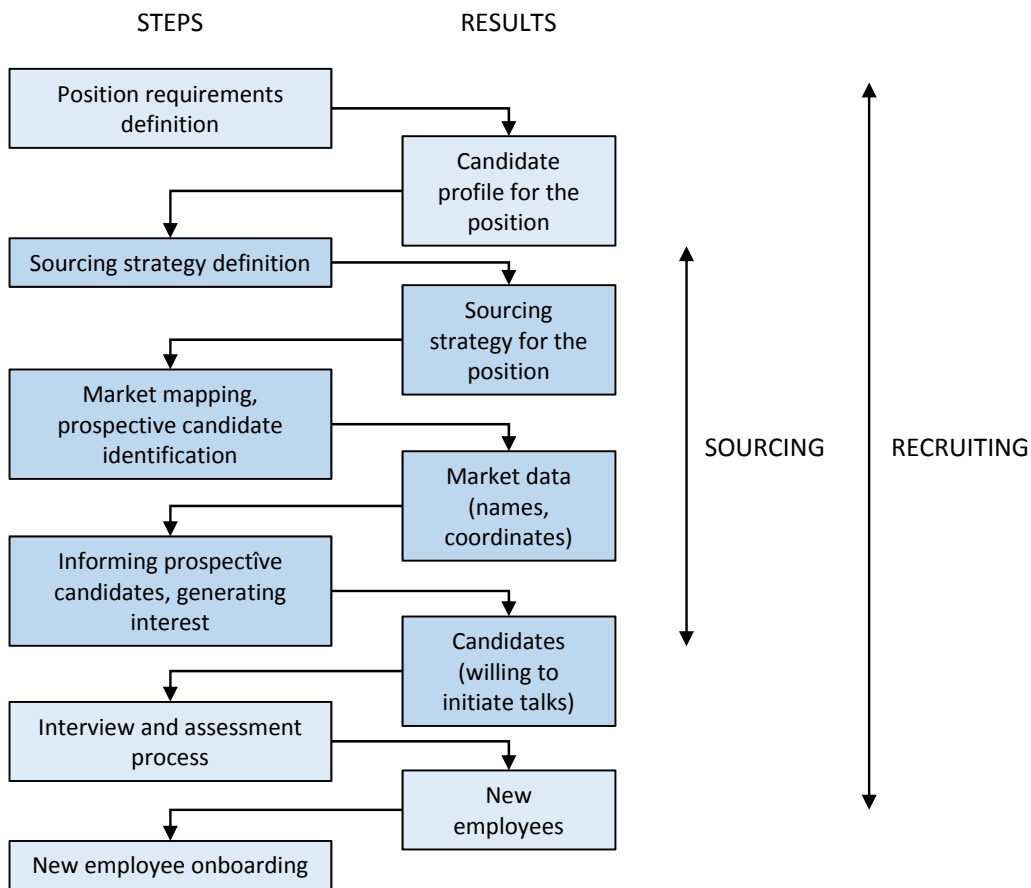 STEPS
RESULTS
Position requirements
definition
Candidate
profile for the
position
Sourcing strategy definition
Sourcing
strategy for the
position
Market mapping,
prospective candidate
identification
SOURCING
RECRUITING
Market data
(names,
coordinates)
Informing prospectîve
candidates, generating
interest
Candidates
(willing to
initiate talks)
Interview and assessment
process
New
employees
New employee onboarding